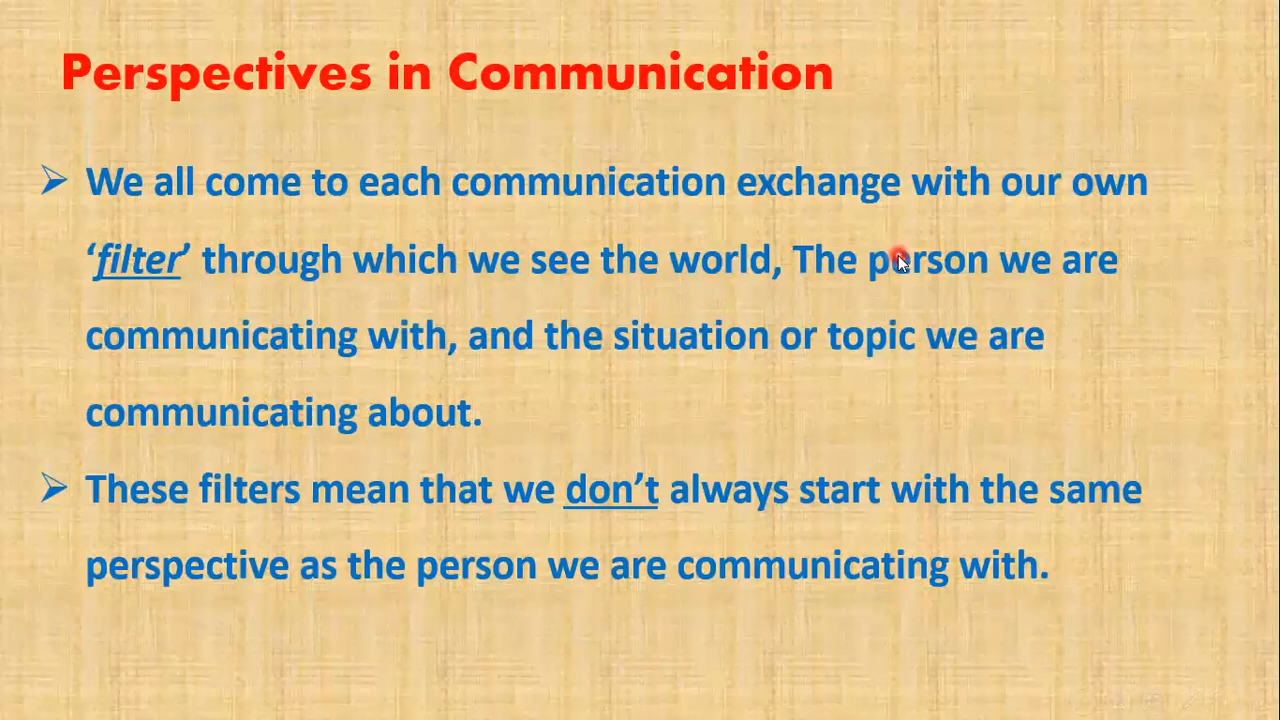 Perspectives in Communication
➢ We all come to each communication exchange with our own
‘filter’ through which we see the world, The person we are
communicating with, and the situation or topic we are
communicating about.
➢ These filters mean that we don’t always start with the same
perspective as the person we are communicating with.